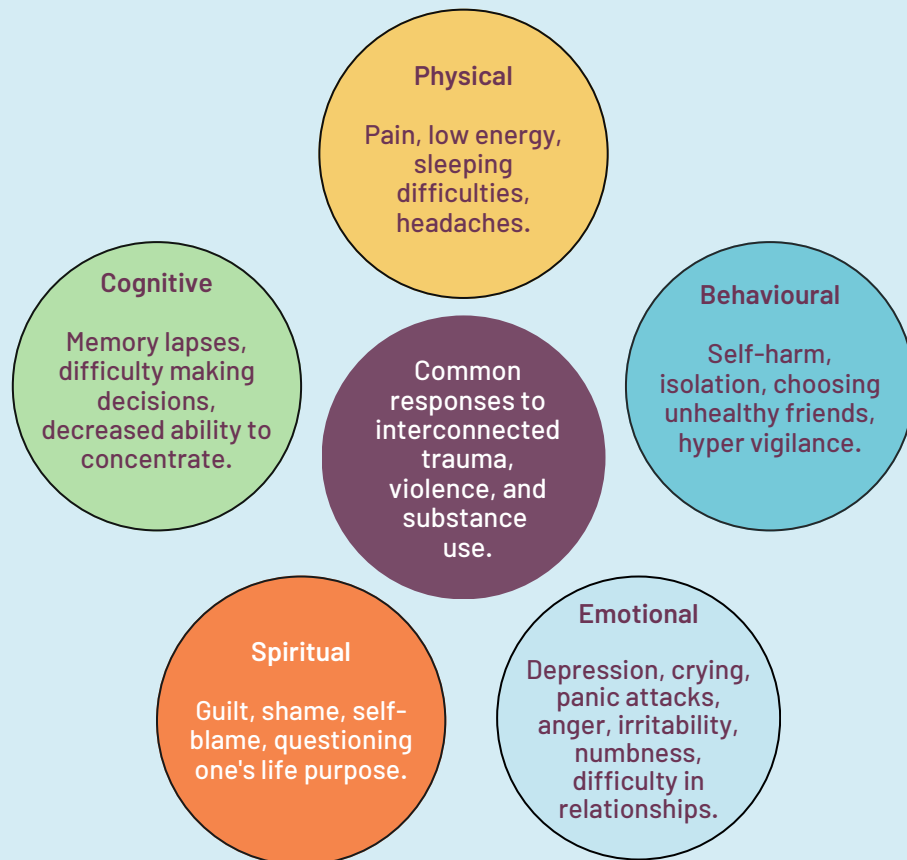 Physical
Pain, low energy,
sleeping
difficulties,
headaches.
Cognitive
Memory lapses,
difficulty making
decisions,
decreased ability to
concentrate.
Common
responses to
interconnected
trauma,
violence, and
substance
use.
Behavioural
Self-harm,
isolation, choosing
unhealthy friends,
hyper vigilance.
Spiritual
Guilt, shame, self-
blame, questioning
one's life purpose.
Emotional
Depression, crying,
panic attacks,
anger, irritability,
numbness,
difficulty in
relationships.